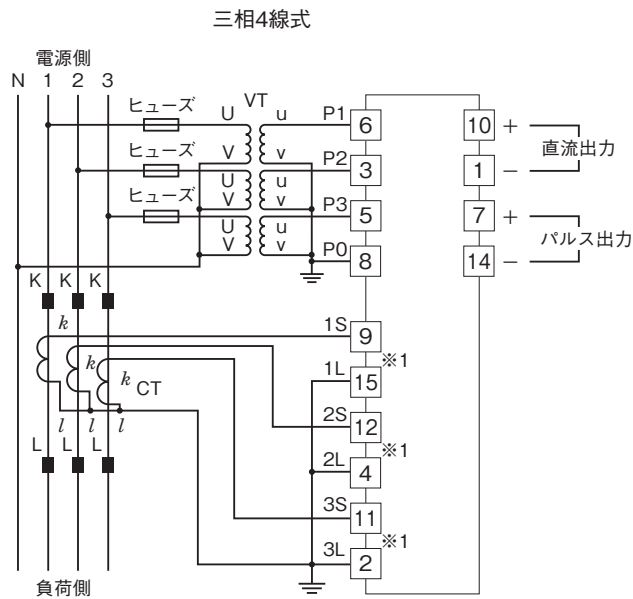 三相4線式
電源側
N 1 2 3
ヒューズ U VT u P1 6 10 + 直流出力
ヒューズ V v P2 3 1 −
U u
ヒューズ V v P3 5 7 + パルス出力
U u
V v P0 8 14 −
K K K
k 1S 9
※1
k k CT 1L 15
l l l 2S 12
※1
L L L 2L 4
3S 11
※1
3L 2
負荷側